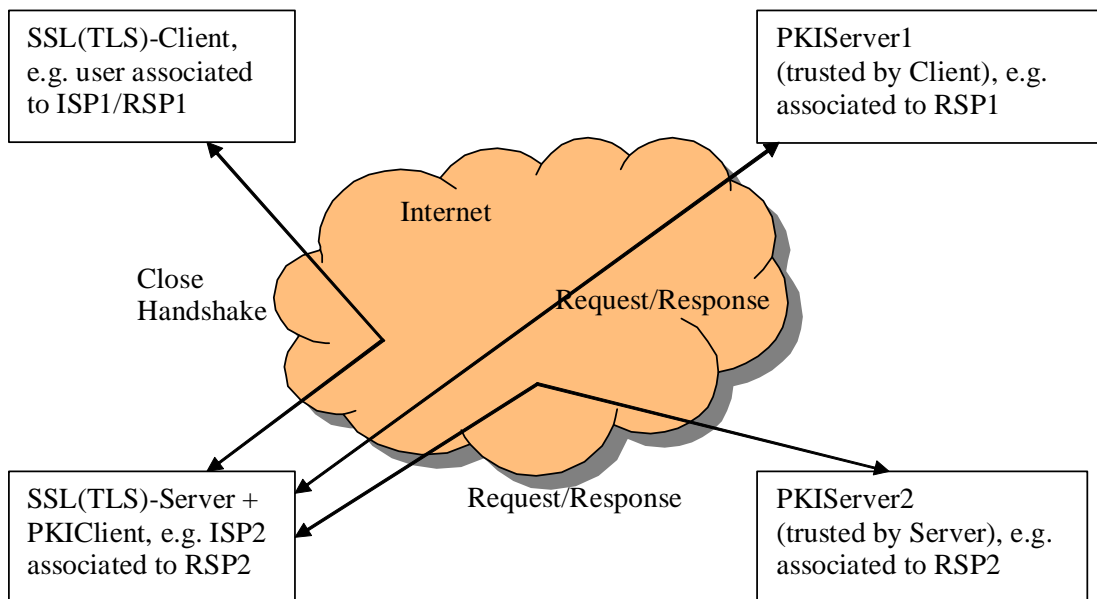 SSL(TLS)-Client,
e.g. user associated
to ISP1/RSP1
PKIServer1
(trusted by Client), e.g.
associated to RSP1
Internet
Close
Handshake
Request/Response
SSL(TLS)-Server +
PKIClient, e.g. ISP2
associated to RSP2
Request/Response
PKIServer2
(trusted by Server), e.g.
associated to RSP2